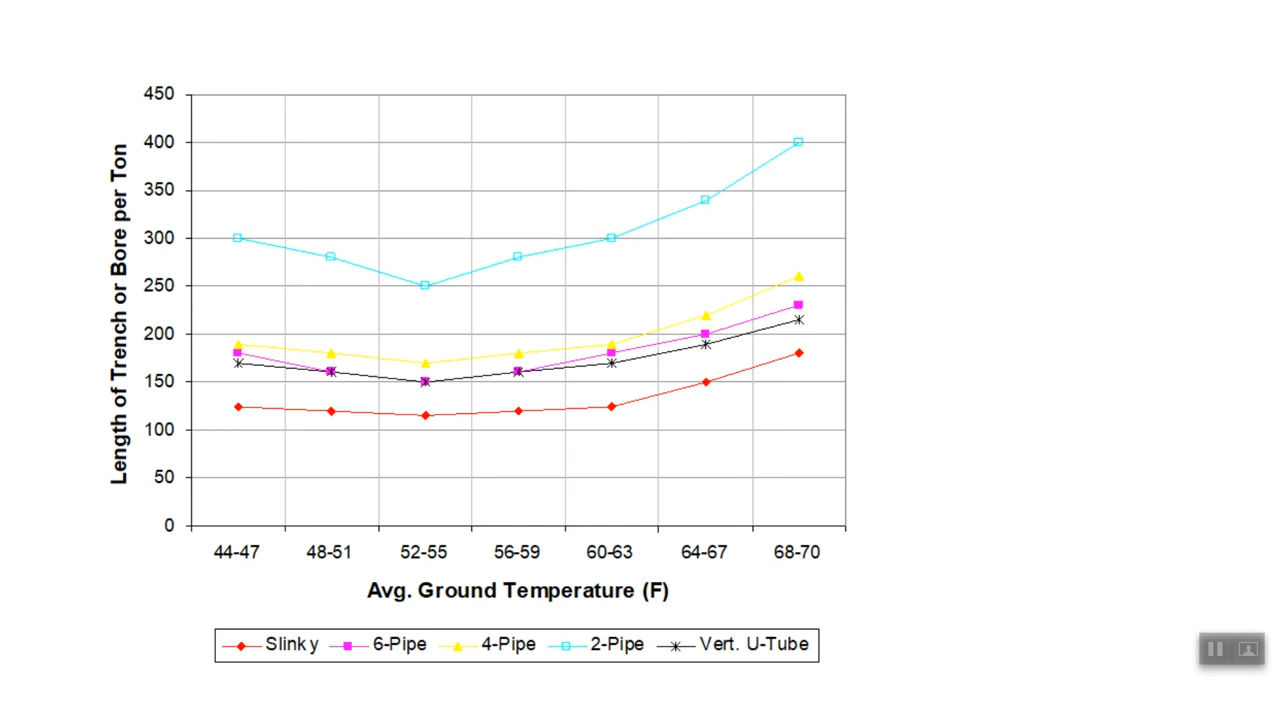 450
400
350
300
250
200
150
100
50
0
Length of Trench or Bore per Ton
44-47 48-51 52-55 56-59 60-63 64-67 68-70
Avg. Ground Temperature (F)
Slinky 6-Pipe 4-Pipe 2-Pipe Vert. U-Tube